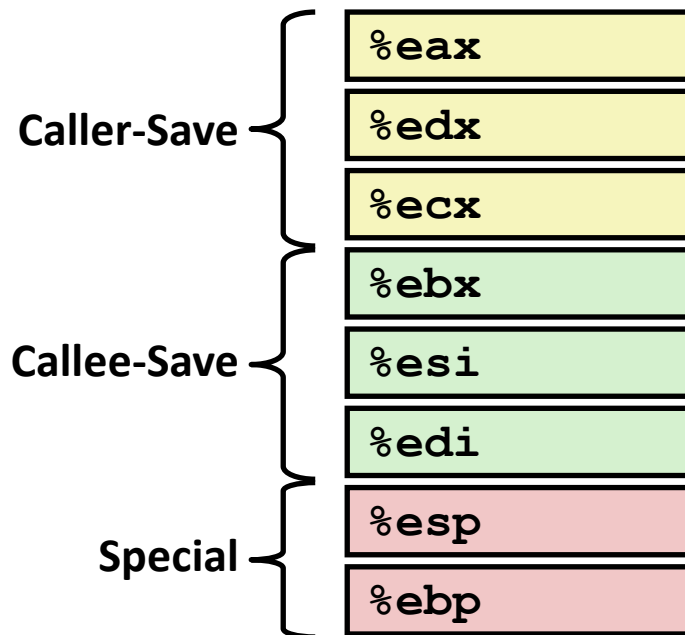 %eax
Caller-Save
%edx
%ecx
%ebx
Callee-Save
%esi
%edi
%esp
Special
%ebp